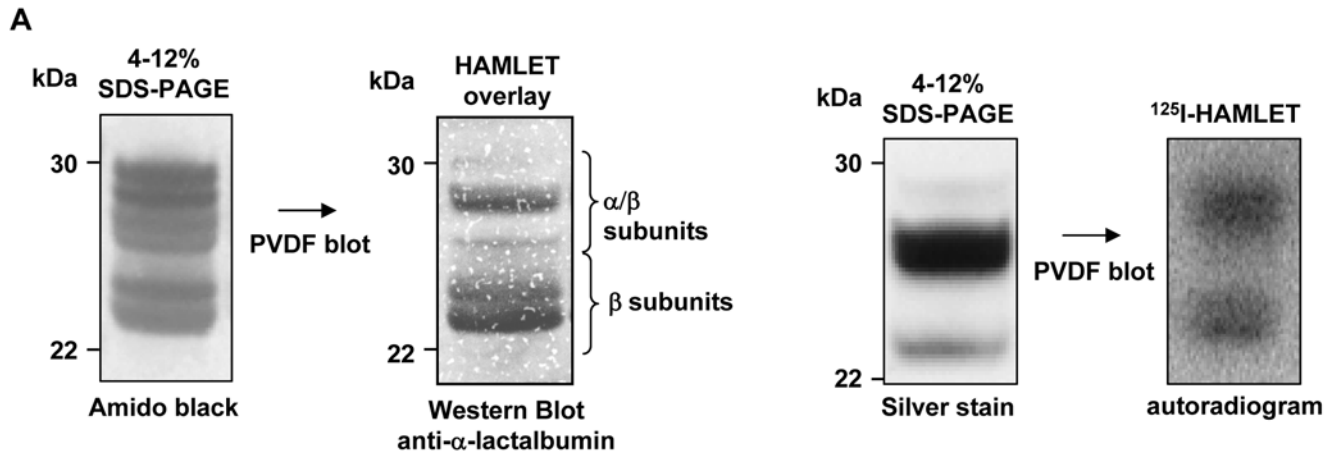 A
4-12%
SDS-PAGE
kDa
30
22
Amido black
PVDF blot
HAMLET
overlay
kDa
30
22
α/β
subunits
β subunits
Western Blot
anti-α-lactalbumin
4-12%
SDS-PAGE
kDa
30
22
Silver stain
PVDF blot
¹²⁵I-HAMLET
autoradiogram